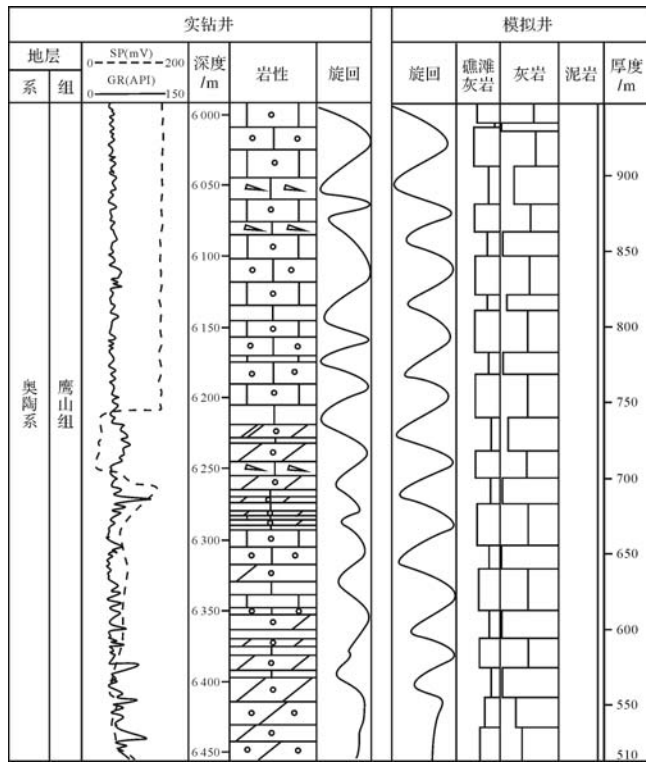 实钻井
模拟井
地层
系
组
SP(mV)
0 200
GR(API)
0 150
深度
/m
岩性
旋回
旋回
礁滩
灰岩
灰岩
泥岩
厚度
/m
奥陶系
鹰山组
6 000
6 050
6 100
6 150
6 200
6 250
6 300
6 350
6 400
6 450
900
850
800
750
700
650
600
550
510